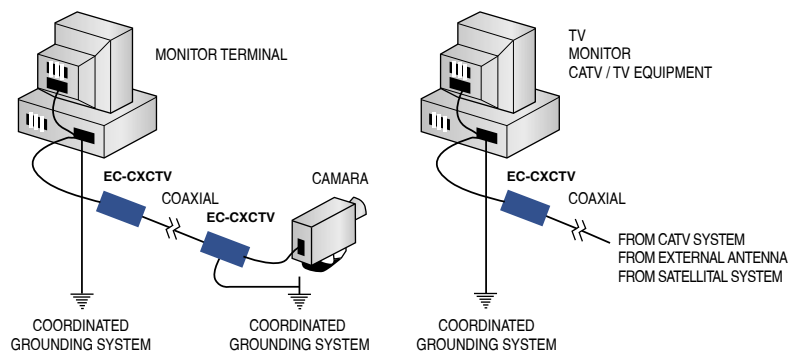 MONITOR TERMINAL
EC-CXCTV
COAXIAL
EC-CXCTV
CAMARA
COORDINATED
GROUNDING SYSTEM
COORDINATED
GROUNDING SYSTEM
TV
MONITOR
CATV / TV EQUIPMENT
EC-CXCTV
COAXIAL
FROM CATV SYSTEM
FROM EXTERNAL ANTENNA
FROM SATELLITAL SYSTEM
COORDINATED
GROUNDING SYSTEM